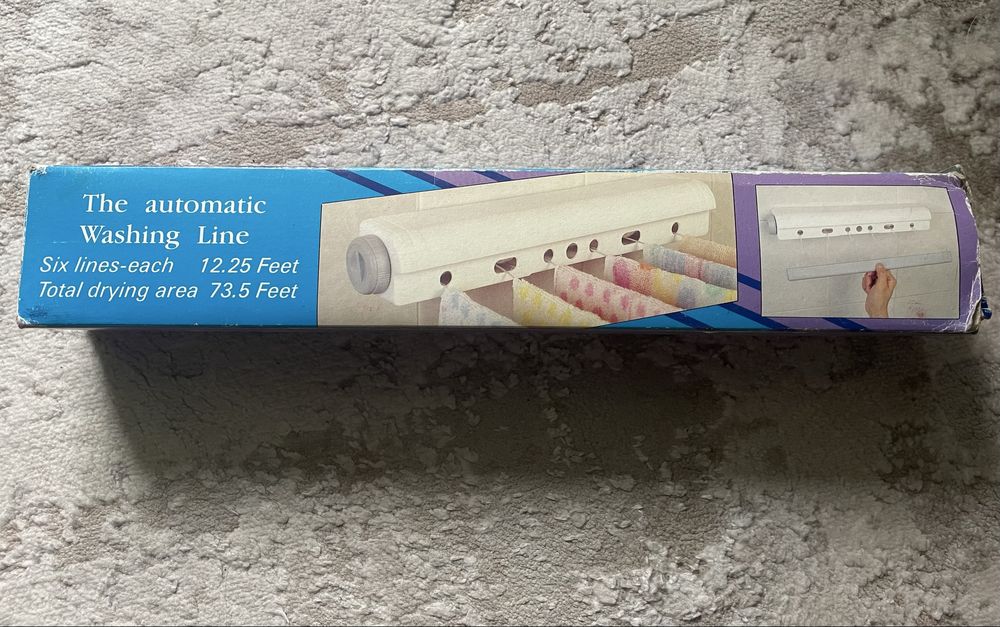 The automatic
Washing Line
Six lines-each 12.25 Feet
Total drying area 73.5 Feet